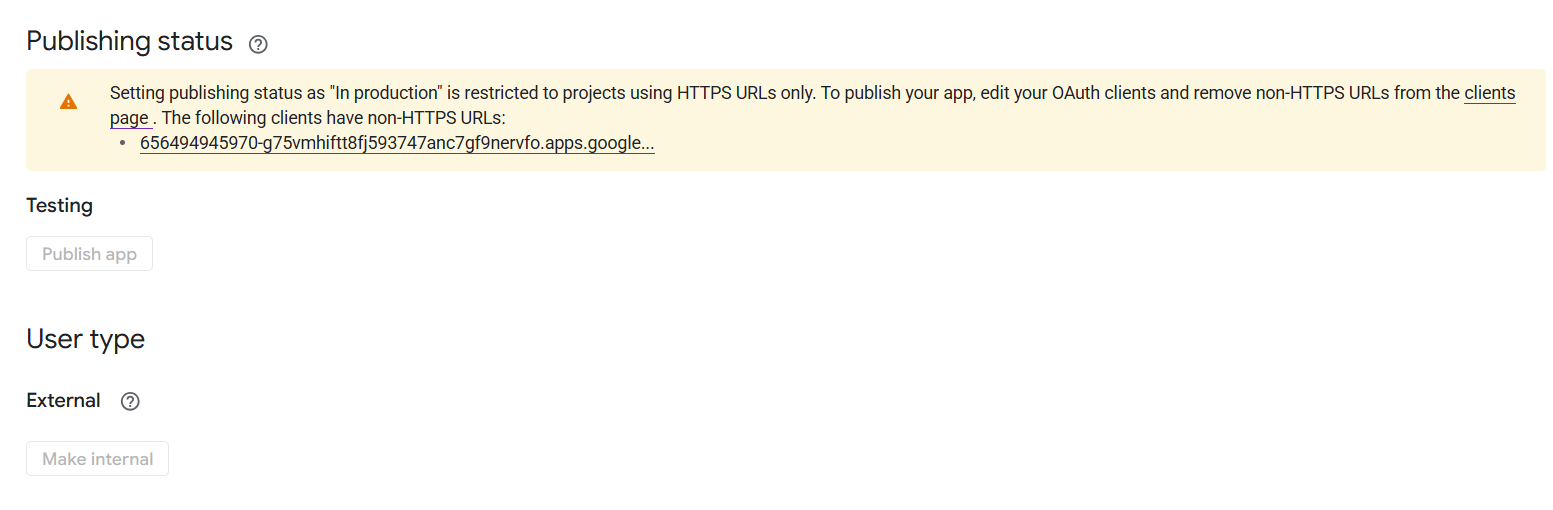 Publishing status
Setting publishing status as "In production" is restricted to projects using HTTPS URLs only. To publish your app, edit your OAuth clients and remove non-HTTPS URLs from the clients
page . The following clients have non-HTTPS URLs:
• 656494945970-g75vmhiftt8fj593747anc7gf9nervfo.apps.google...
Testing
Publish app
User type
External
Make internal